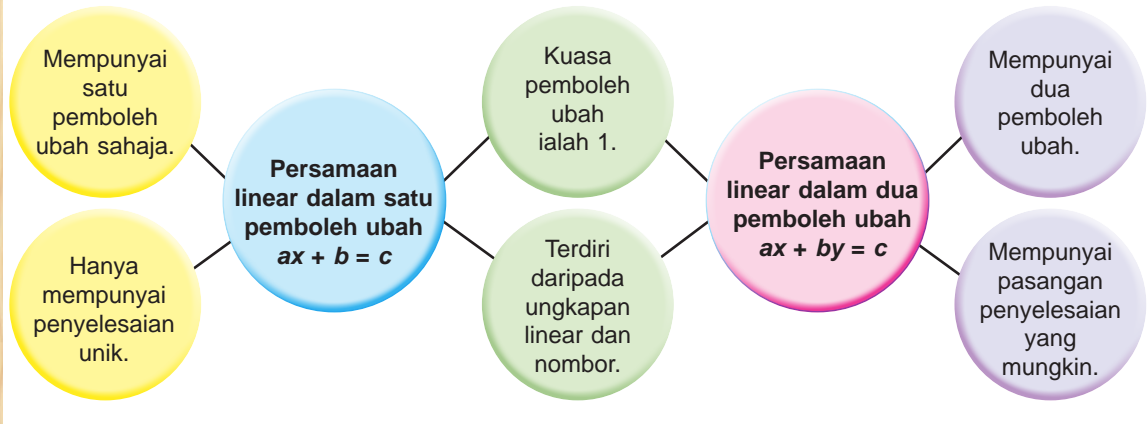 Mempunyai
satu
pemboleh
ubah sahaja.
Hanya
mempunyai
penyelesaian
unik.
Persamaan
linear dalam satu
pemboleh ubah
ax + b = c
Kuasa
pemboleh
ubah
ialah 1.
Terdiri
daripada
ungkapan
linear dan
nombor.
Persamaan
linear dalam dua
pemboleh ubah
ax + by = c
Mempunyai
dua
pemboleh
ubah.
Mempunyai
pasangan
penyelesaian
yang
mungkin.